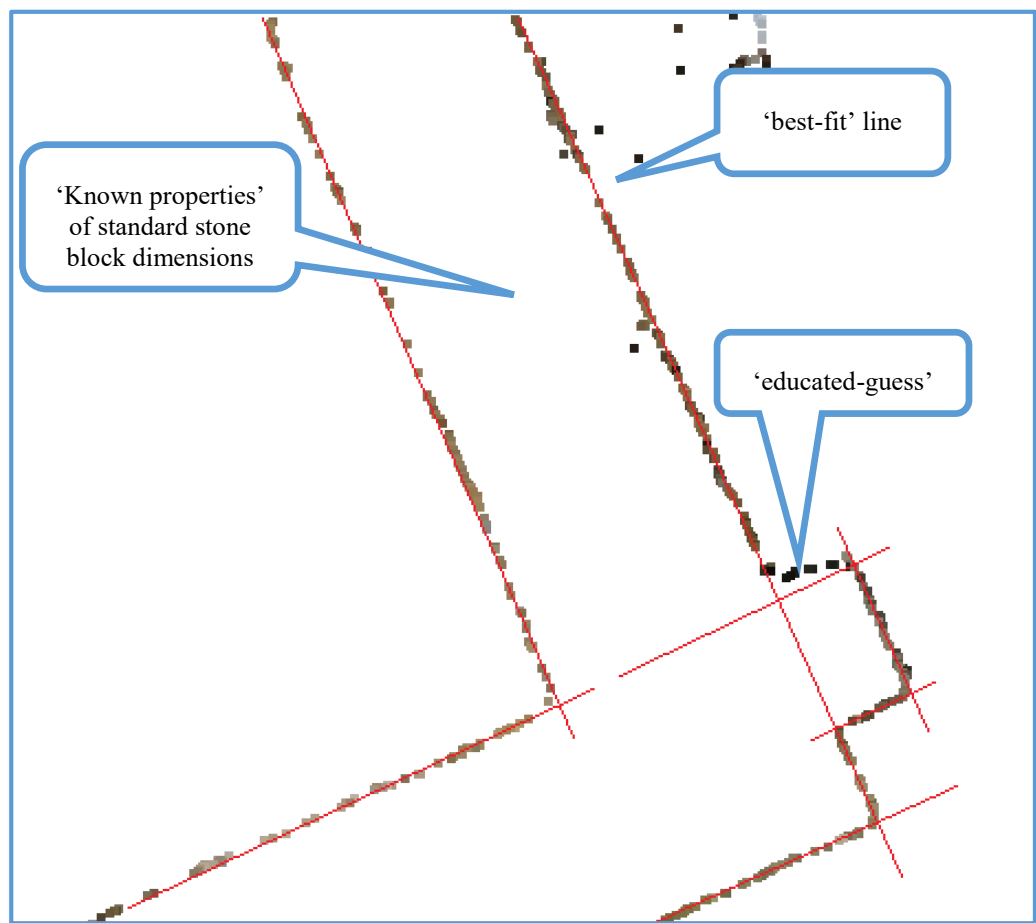 ‘best-fit’ line
‘Known properties’
of standard stone
block dimensions
‘educated-guess’